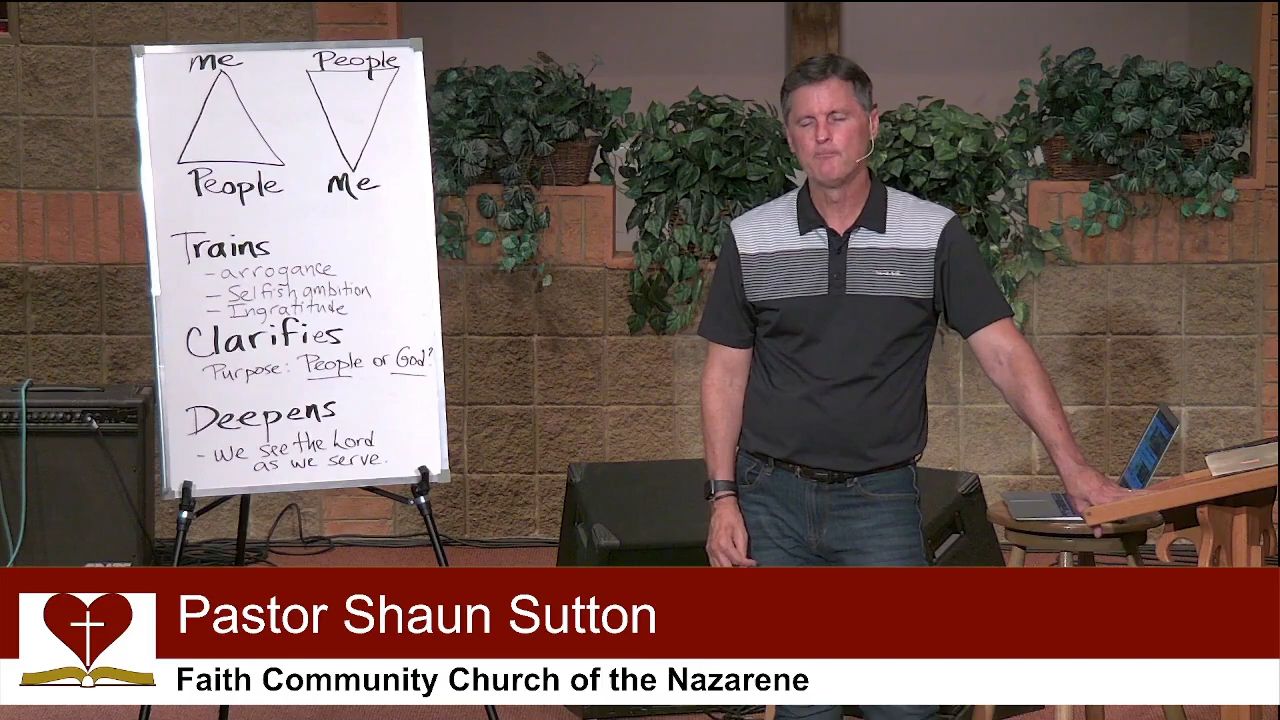 Me People
People Me
Trains
- arrogance
- Selfish ambition
- Ingratitude
Clarifies
Purpose: People or God?
Deepens
- We see the Lord
as we serve.
Pastor Shaun Sutton
Faith Community Church of the Nazarene